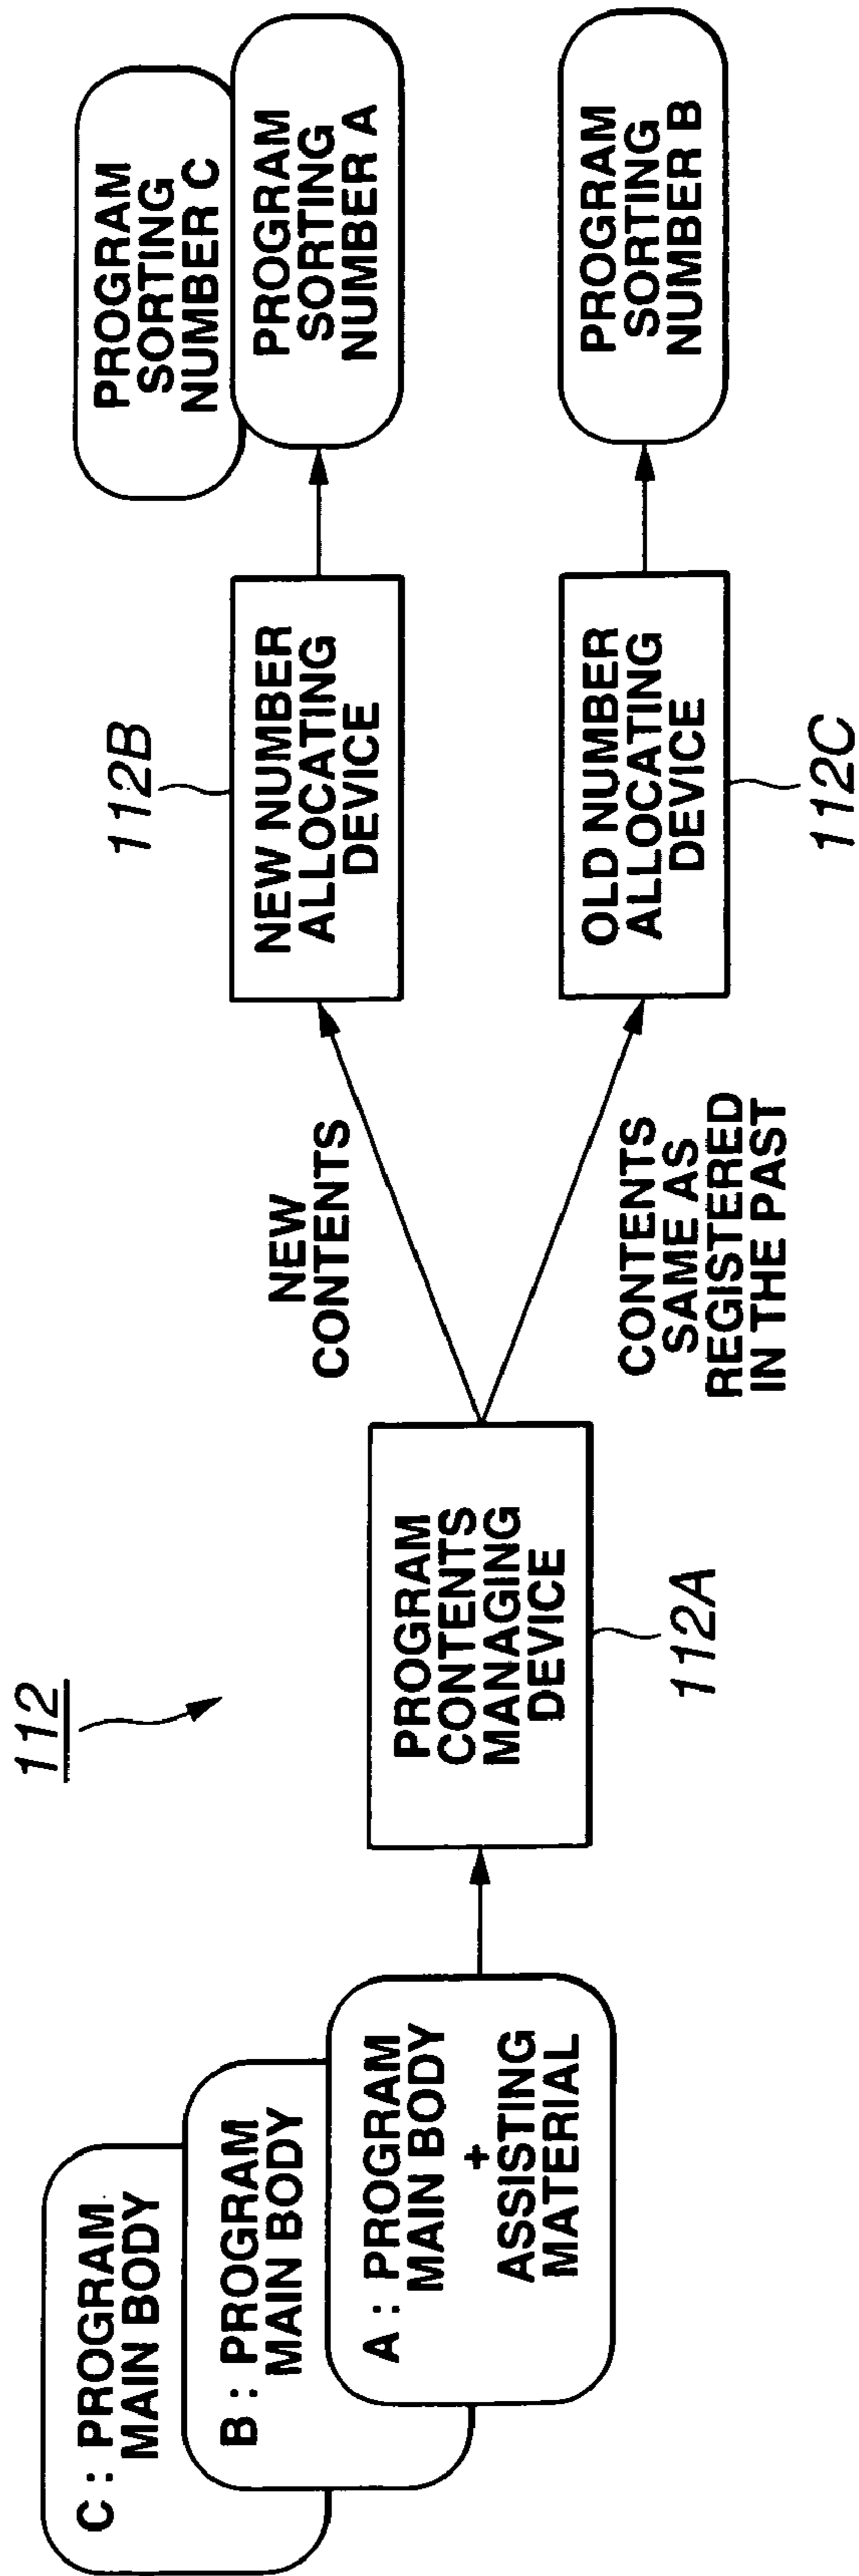 112
C : PROGRAM
MAIN BODY
B : PROGRAM
MAIN BODY
A : PROGRAM
MAIN BODY
+
ASSISTING
MATERIAL
PROGRAM
CONTENTS
MANAGING
DEVICE
112A
NEW
CONTENTS
CONTENTS
SAME AS
REGISTERED
IN THE PAST
112B
NEW NUMBER
ALLOCATING
DEVICE
OLD NUMBER
ALLOCATING
DEVICE
112C
PROGRAM
SORTING
NUMBER C
PROGRAM
SORTING
NUMBER A
PROGRAM
SORTING
NUMBER B